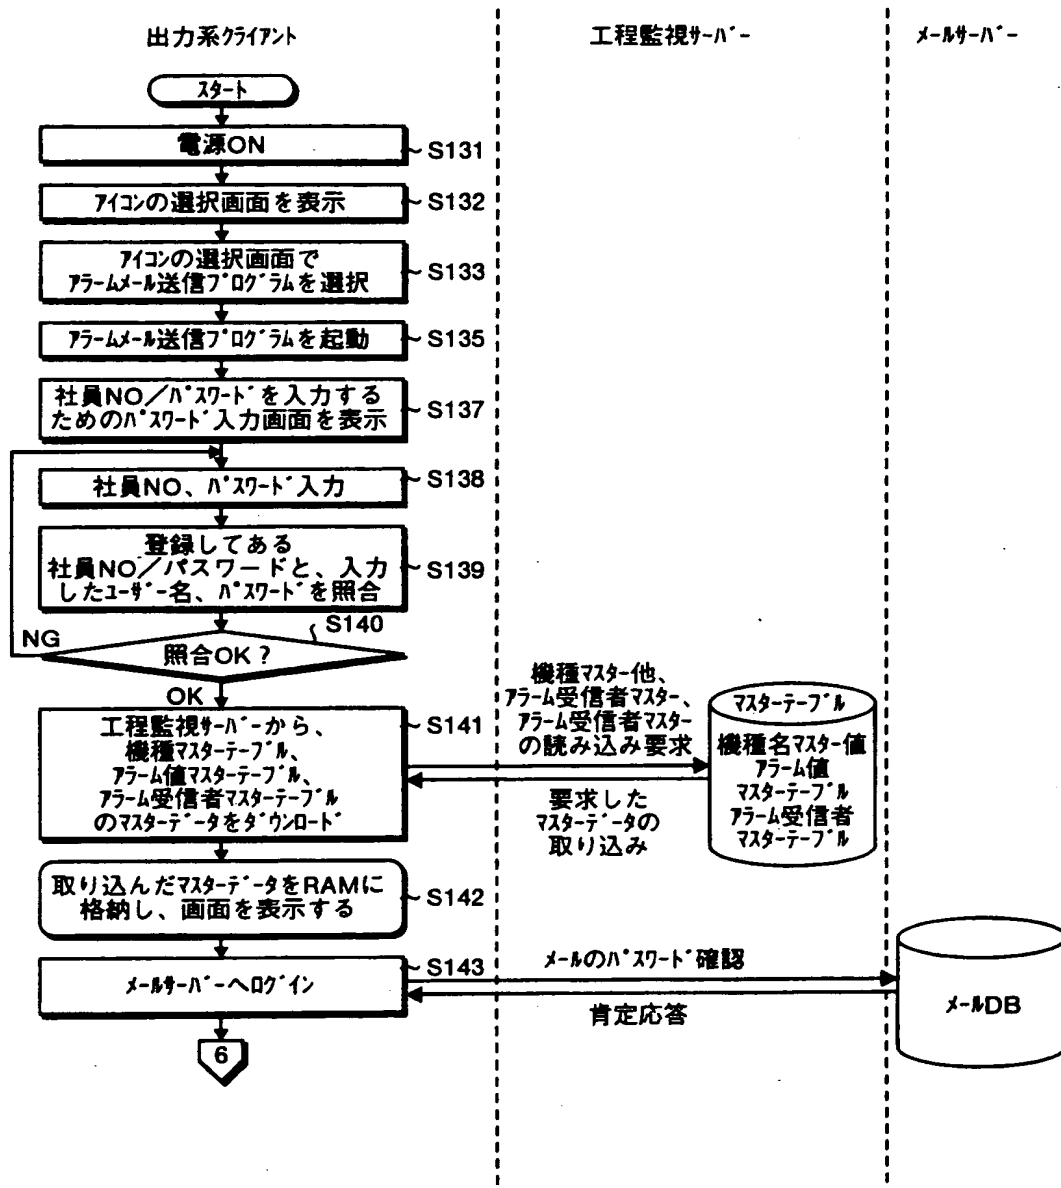 出力系クライアント
工程監視サーバー
メールサーバー
スタート
電源ON
S131
アイコンの選択画面を表示
S132
アイコンの選択画面で
アラームメール送信プログラムを選択
S133
アラームメール送信プログラムを起動
S135
社員NO/パスワードを入力する
ためのパスワード入力画面を表示
S137
社員NO、パスワード入力
S138
登録してある
社員NO/パスワードと、入力
したユーザー名、パスワードを照合
S139
S140
NG
照合OK?
OK
工程監視サーバーから、
機種マスターテーブル、
アラーム値マスターテーブル、
アラーム受信者マスターテーブル
のマスターデータをダウンロード
S141
機種マスター他、
アラーム受信者マスター、
アラーム受信者マスター
の読み込み要求
要求した
マスターデータの
取り込み
マスターテーブル
機種名マスター値
アラーム値
マスターテーブル
アラーム受信者
マスターテーブル
取り込んだマスターデータをRAMに
格納し、画面を表示する
S142
メールサーバーへログイン
S143
メールのパスワード確認
肯定応答
メールDB
6